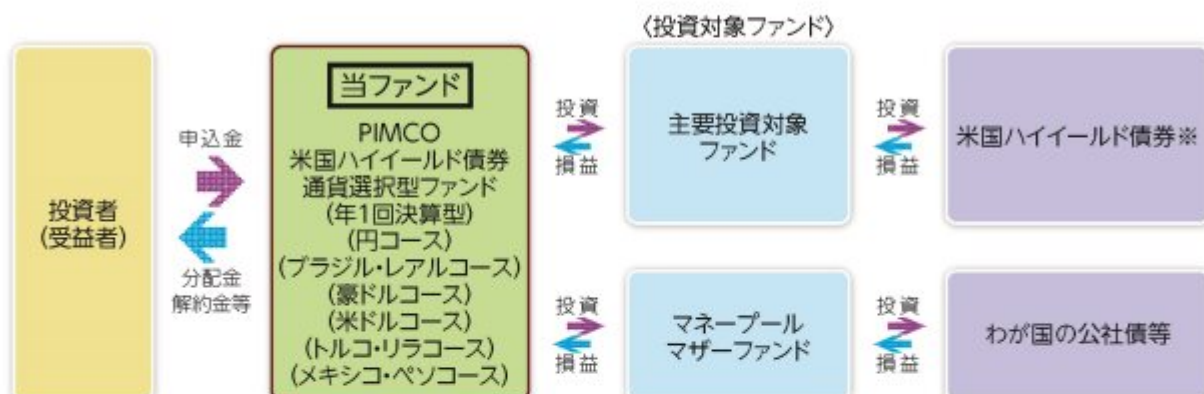 〈投資対象ファンド〉
投資者
(受益者)
申込金
分配金
解約金等
当ファンド
PIMCO
米国ハイイールド債券
通貨選択型ファンド
(年1回決算型)
(円コース)
(ブラジル・レアルコース)
(豪ドルコース)
(米ドルコース)
(トルコ・リラコース)
(メキシコ・ペソコース)
投資
損益
主要投資対象
ファンド
投資
損益
米国ハイイールド債券※
投資
損益
マネープール
マザーファンド
投資
損益
わが国の公社債等